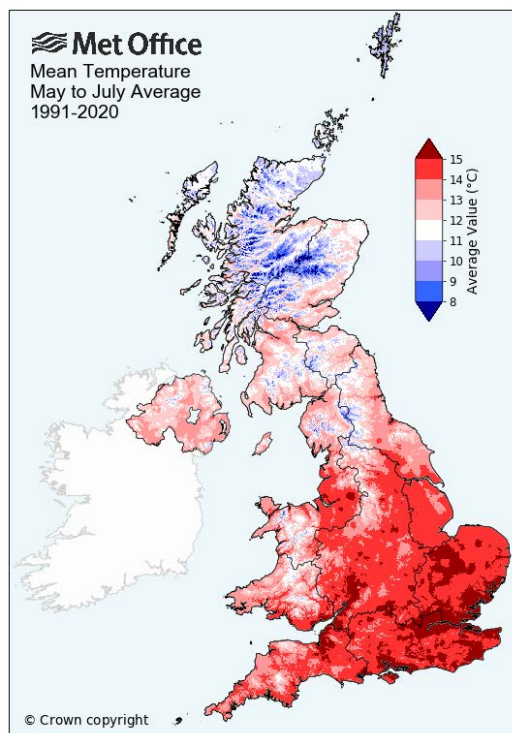 Met Office
Mean Temperature
May to July Average
1991-2020
15
14
13
12
11
10
9
8
Average Value (°C)
© Crown copyright